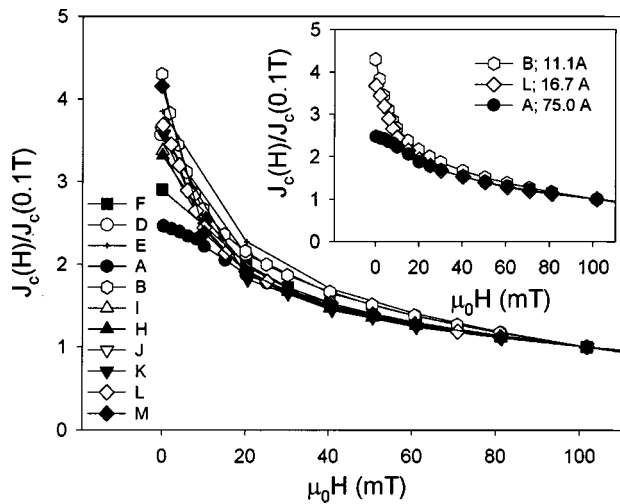 J_c(H)/J_c(0.1T)
5
4
3
2
1
0
F
D
E
A
B
I
H
J
K
L
M
0 20 40 60 80 100
μ₀H (mT)
J_c(H)/J_c(0.1T)
5
4
3
2
1
0
B; 11.1A
L; 16.7 A
A; 75.0 A
0 20 40 60 80 100
μ₀H (mT)